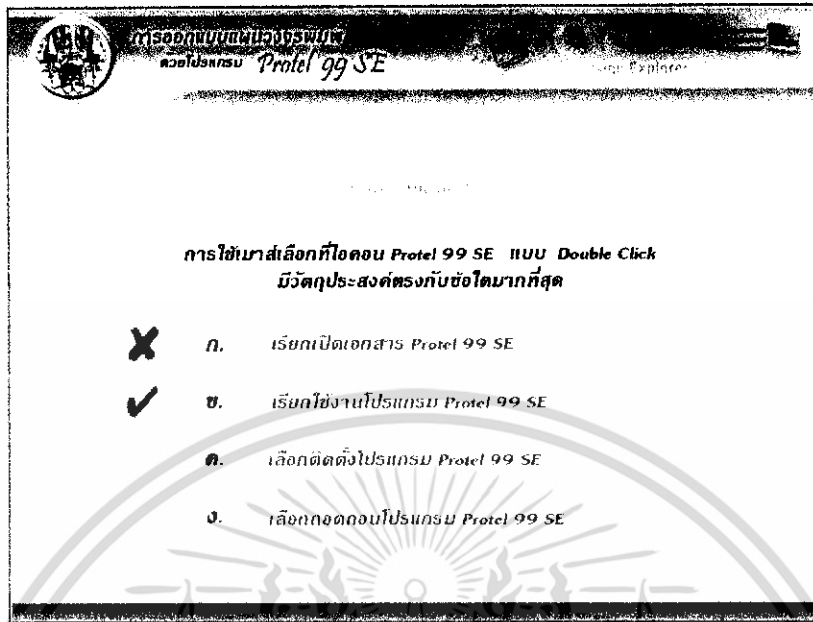 การออกแบบแผ่นวงจรพิมพ์
ด้วยโปรแกรม Protel 99 SE
Explorer
การใช้เมาส์เลือกที่ไอคอน Protel 99 SE แบบ Double Click
มีวัตถุประสงค์ตรงกับข้อใดมากที่สุด
ก. เรียกเปิดเอกสาร Protel 99 SE
ข. เรียกใช้งานโปรแกรม Protel 99 SE
ค. เลือกติดตั้งโปรแกรม Protel 99 SE
ง. เลือกถอดถอนโปรแกรม Protel 99 SE